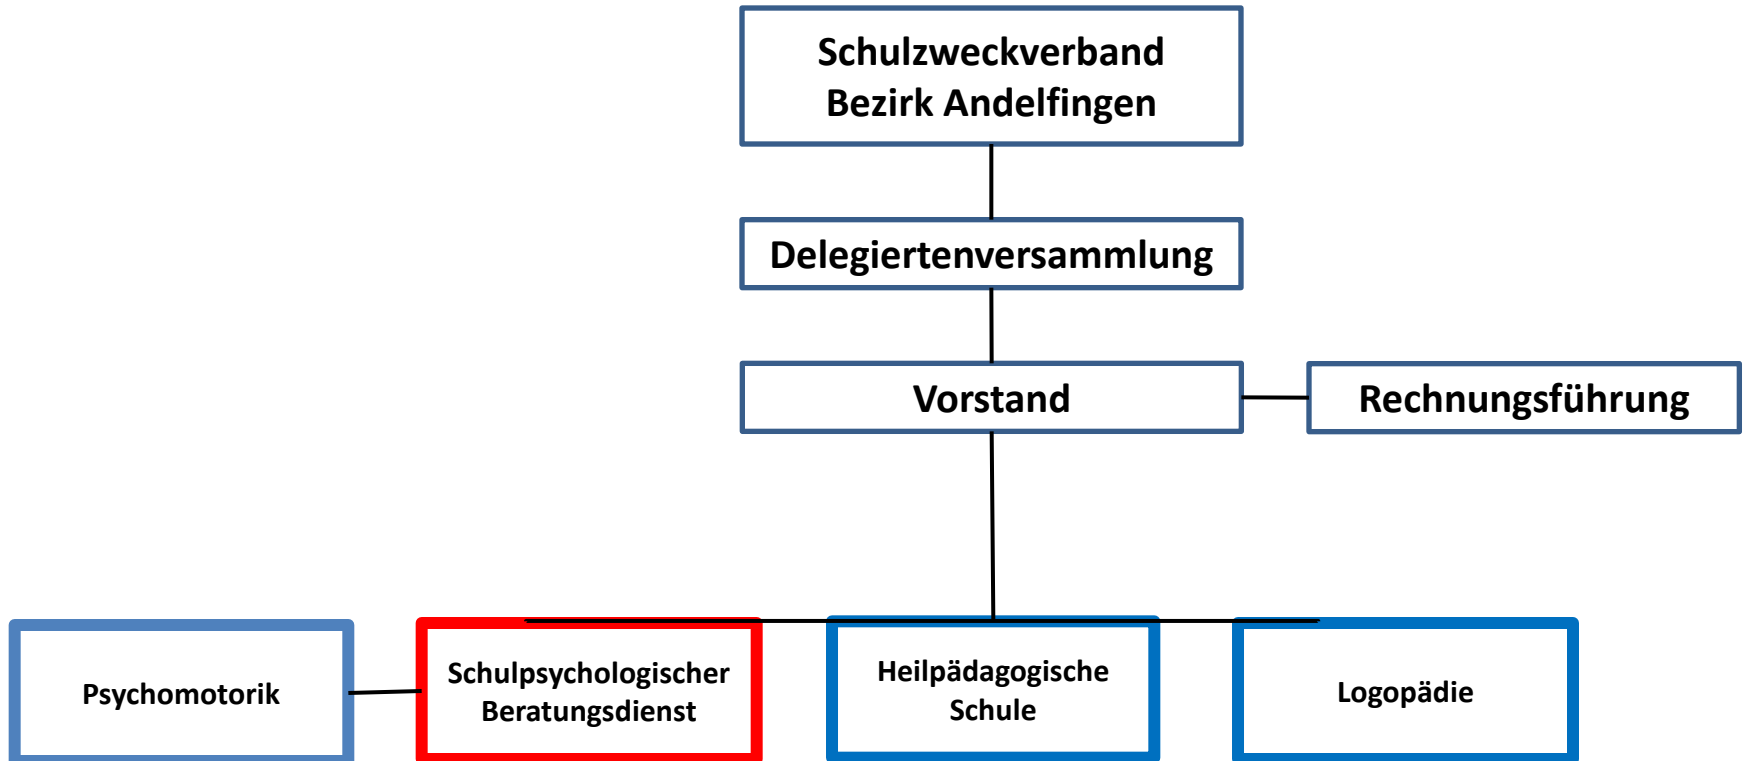 Schulzweckverband
Bezirk Andelfingen
Delegiertenversammlung
Vorstand
Rechnungsführung
Psychomotorik
Schulpsychologischer
Beratungsdienst
Heilpädagogische
Schule
Logopädie